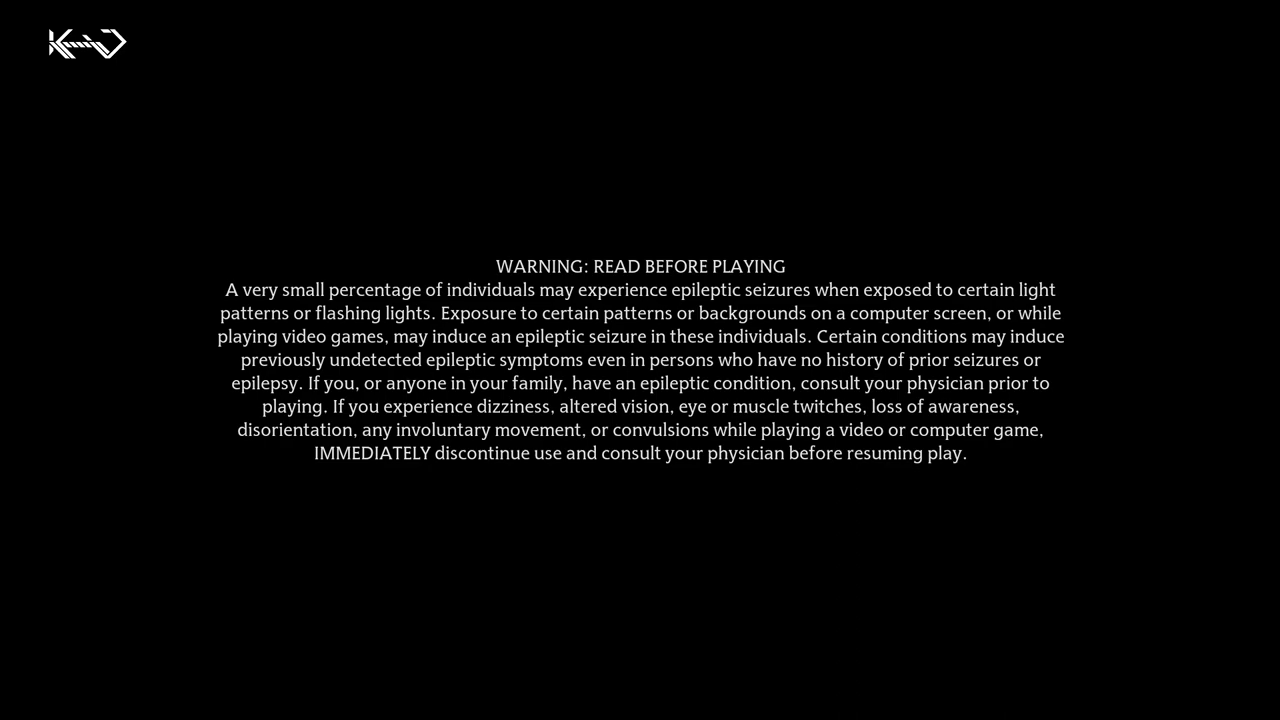 WARNING: READ BEFORE PLAYING
A very small percentage of individuals may experience epileptic seizures when exposed to certain light
patterns or flashing lights. Exposure to certain patterns or backgrounds on a computer screen, or while
playing video games, may induce an epileptic seizure in these individuals. Certain conditions may induce
previously undetected epileptic symptoms even in persons who have no history of prior seizures or
epilepsy. If you, or anyone in your family, have an epileptic condition, consult your physician prior to
playing. If you experience dizziness, altered vision, eye or muscle twitches, loss of awareness,
disorientation, any involuntary movement, or convulsions while playing a video or computer game,
IMMEDIATELY discontinue use and consult your physician before resuming play.